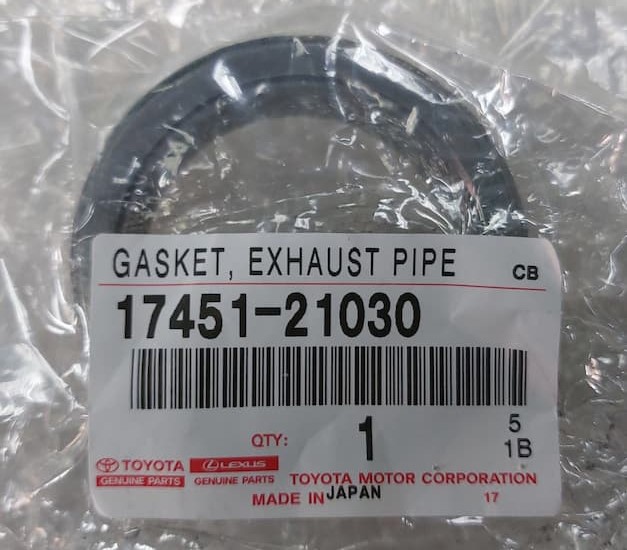 GASKET, EXHAUST PIPE CB
17451-21030
QTY: 1 5
1B
TOYOTA LEXUS
GENUINE PARTS GENUINE PARTS TOYOTA MOTOR CORPORATION
MADE IN JAPAN 17